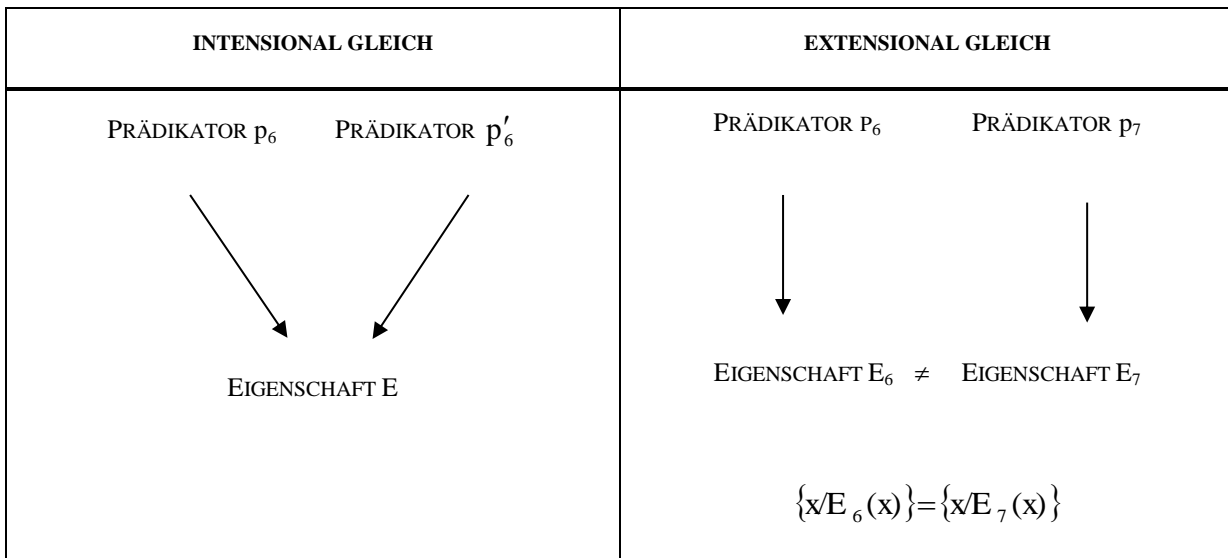 INTENSIONAL GLEICH
EXTENSIONAL GLEICH
PRÄDIKATOR p₆ PRÄDIKATOR p′₆
PRÄDIKATOR P₆ PRÄDIKATOR p₇
EIGENSCHAFT E
EIGENSCHAFT E₆ ≠ EIGENSCHAFT E₇
{x/E₆(x)}={x/E₇(x)}